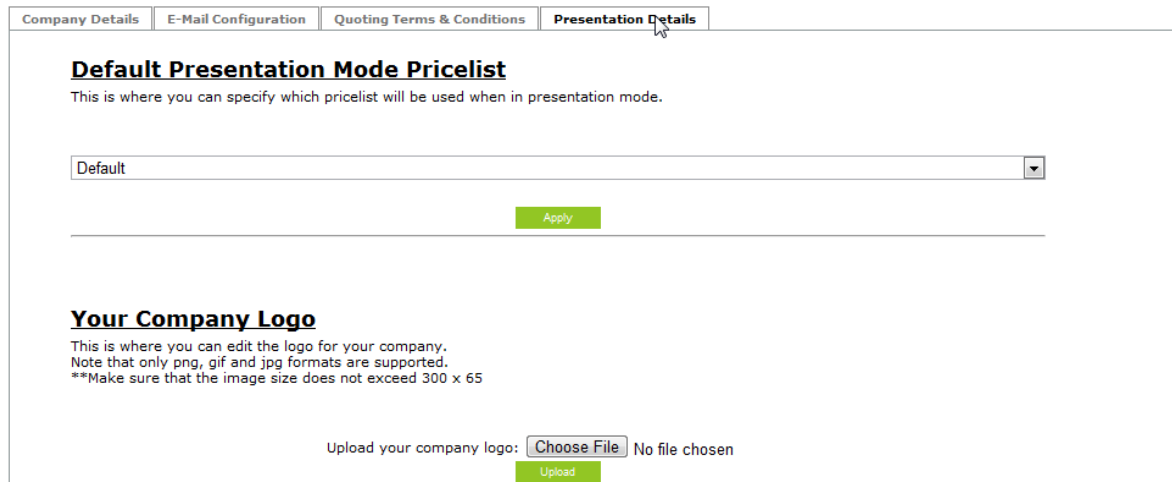 Company Details E-Mail Configuration Quoting Terms & Conditions Presentation Details
Default Presentation Mode Pricelist
This is where you can specify which pricelist will be used when in presentation mode.
Default
Apply
Your Company Logo
This is where you can edit the logo for your company.
Note that only png, gif and jpg formats are supported.
**Make sure that the image size does not exceed 300 x 65
Upload your company logo: Choose File No file chosen
Upload